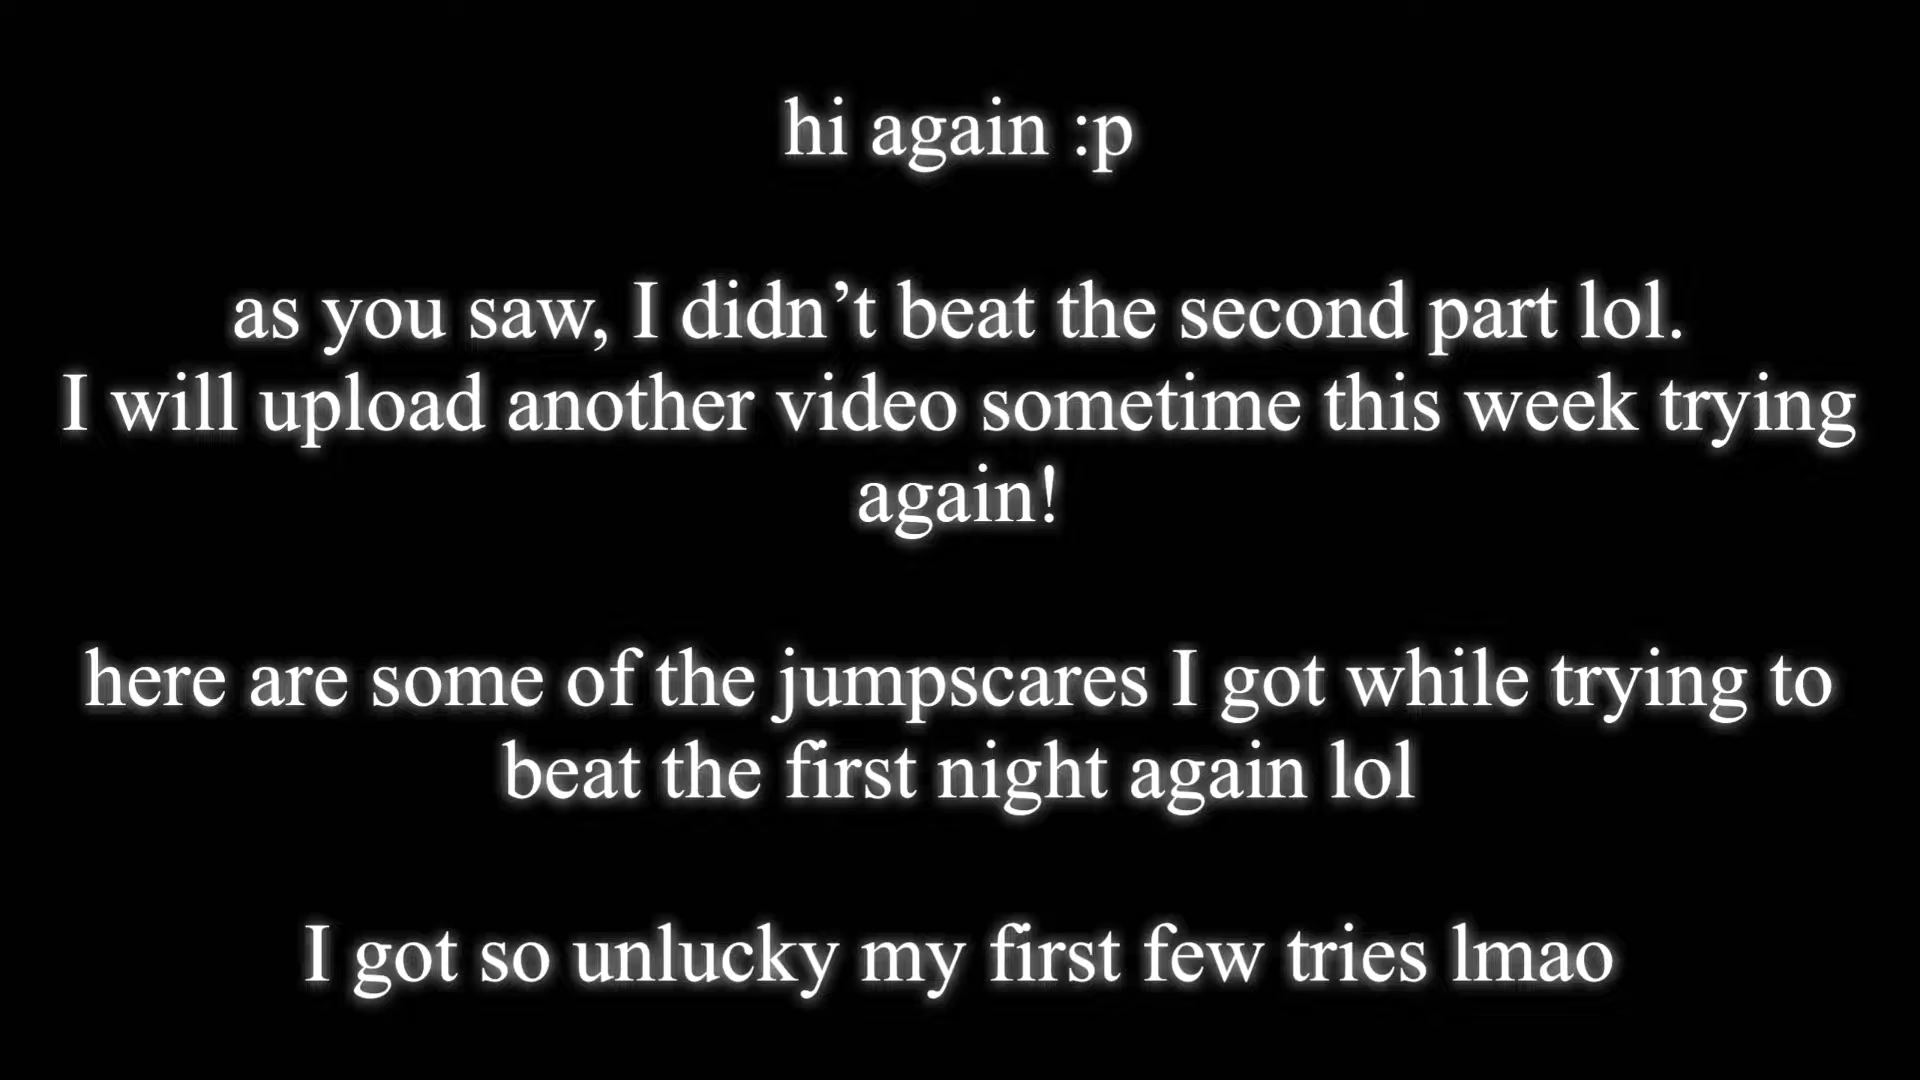 hi again :p
as you saw, I didn’t beat the second part lol.
I will upload another video sometime this week trying
again!
here are some of the jumpscares I got while trying to
beat the first night again lol
I got so unlucky my first few tries lmao